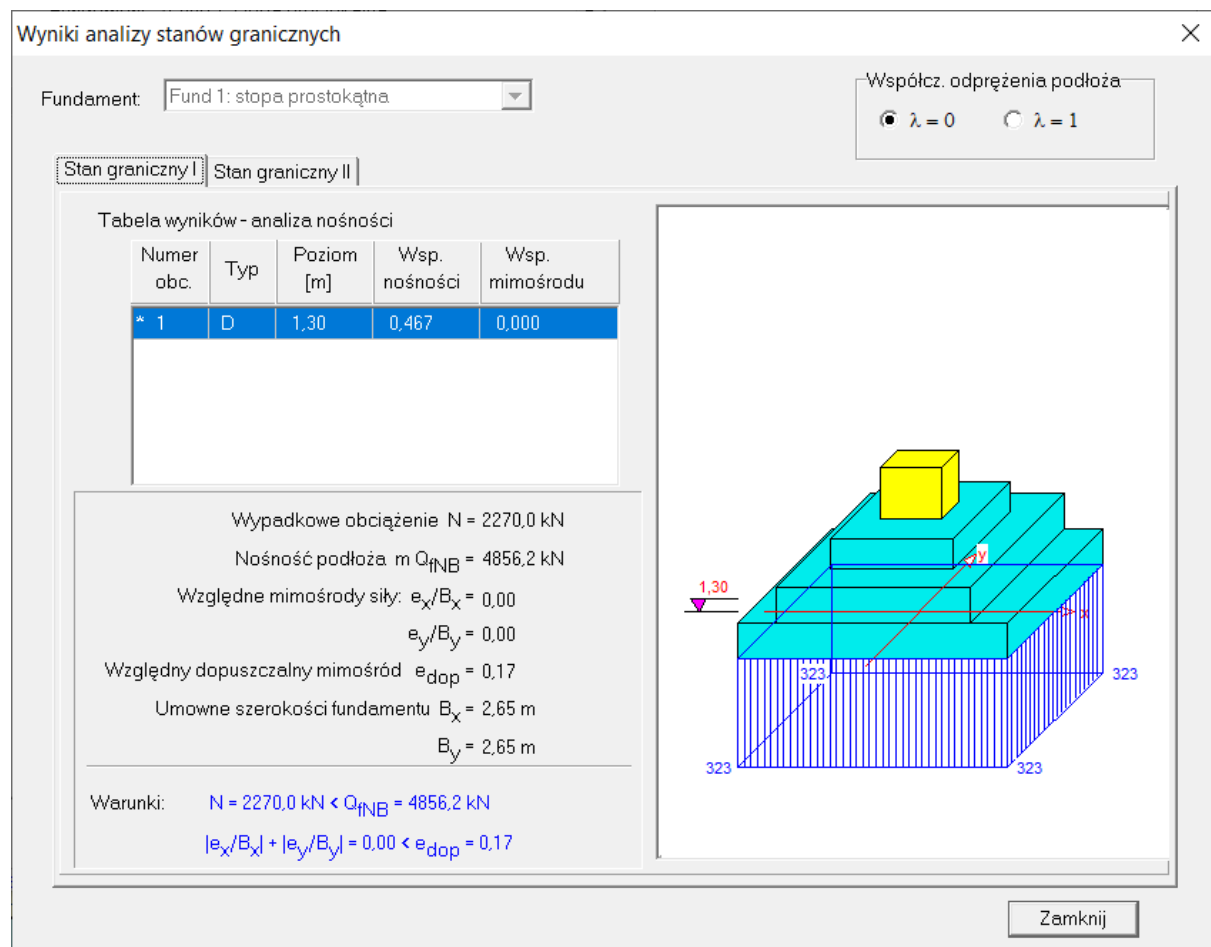 Wyniki analizy stanów granicznych
Fundament: Fund 1: stopa prostokątna
Współcz. odprężenia podłoża
λ = 0 λ = 1
Stan graniczny I Stan graniczny II
Tabela wyników - analiza nośności
Numer obc. Typ Poziom [m] Wsp. nośności Wsp. mimośrodu
* 1 D 1,30 0,467 0,000
Wypadkowe obciążenie N = 2270,0 kN
Nośność podłoża m QfNB = 4856,2 kN
Względne mimośrody siły: ex/Bx = 0,00
ey/By = 0,00
Względny dopuszczalny mimośród edop = 0,17
Umowne szerokości fundamentu Bx = 2,65 m
By = 2,65 m
Warunki: N = 2270,0 kN < QfNB = 4856,2 kN
|ex/Bx| + |ey/By| = 0,00 < edop = 0,17
y
1,30
x
323 323
323 323
Zamknij